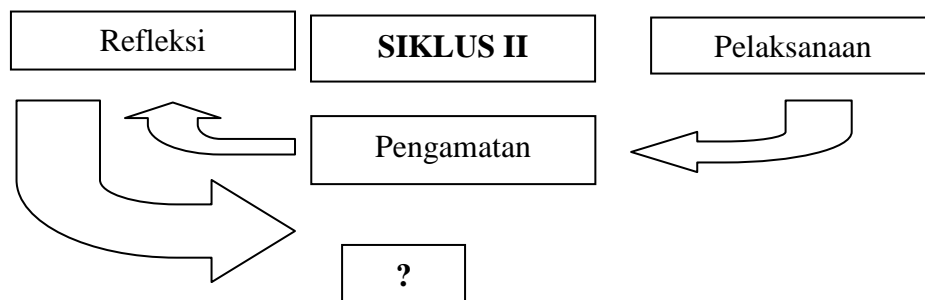 Refleksi
SIKLUS II
Pelaksanaan
Pengamatan
?